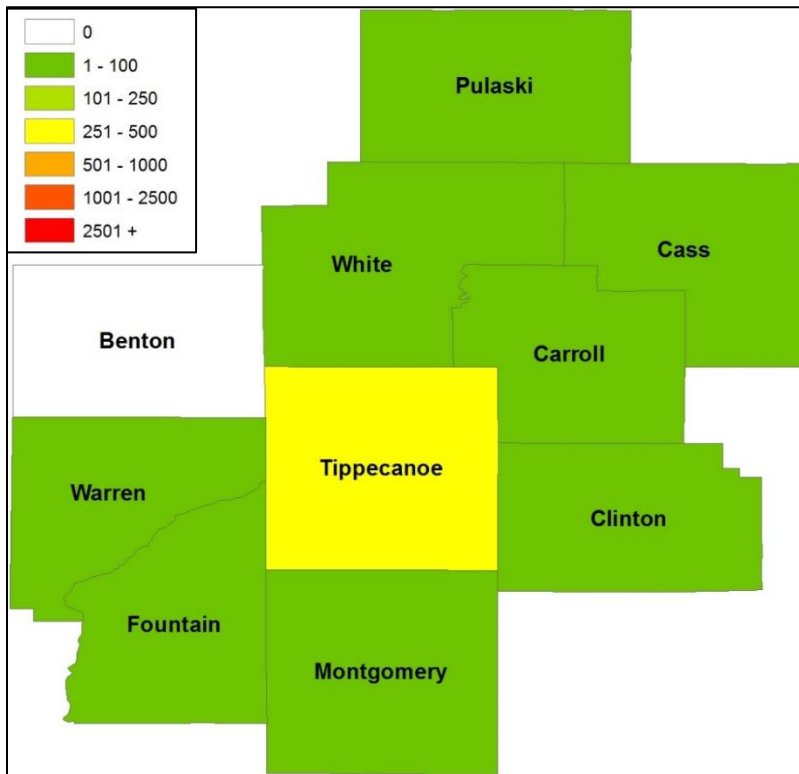 0
1 - 100
101 - 250
251 - 500
501 - 1000
1001 - 2500
2501 +
Pulaski
White
Cass
Benton
Carroll
Tippecanoe
Warren
Clinton
Fountain
Montgomery